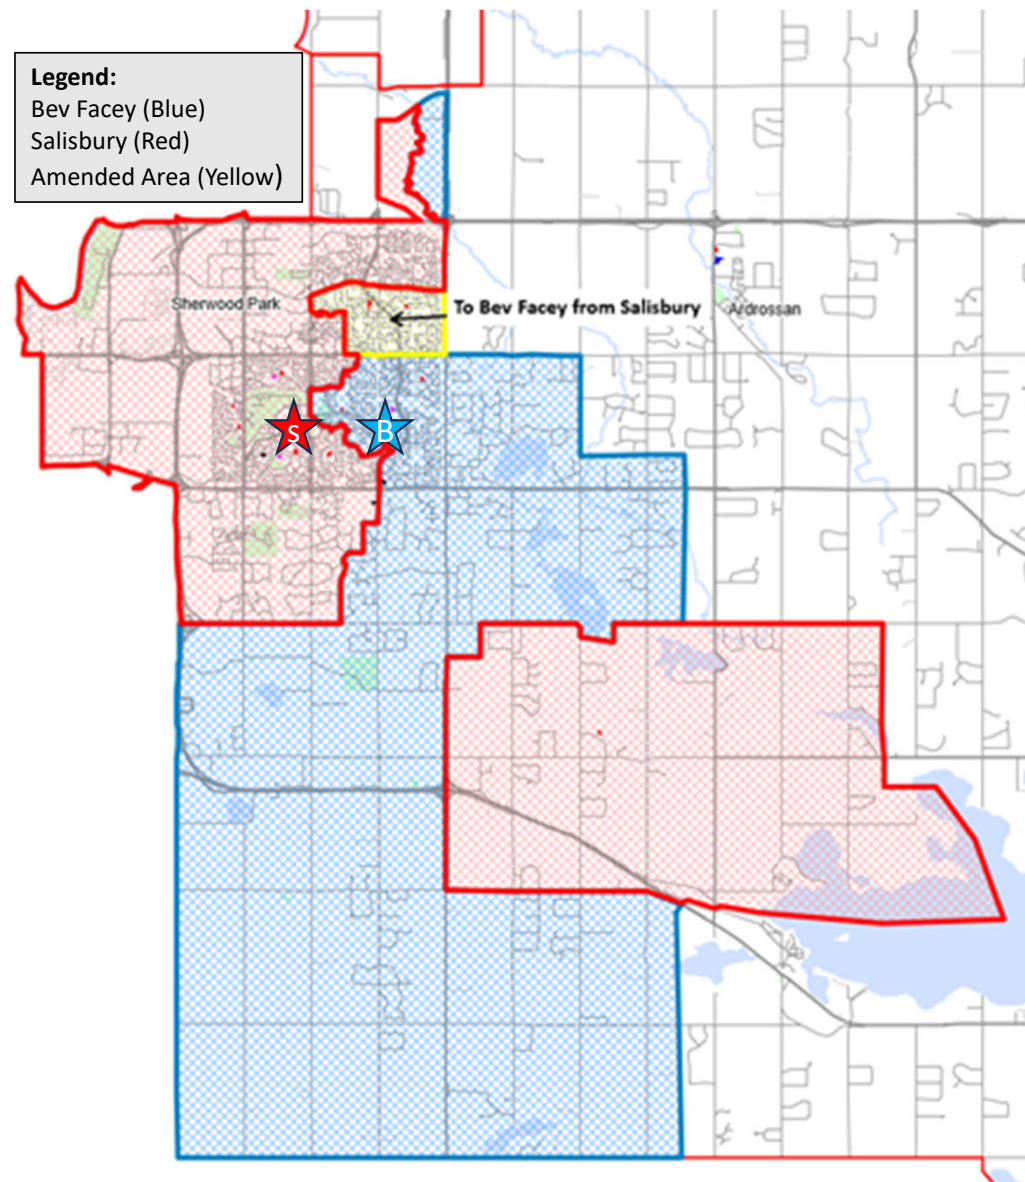 Legend:
Bev Facey (Blue)
Salisbury (Red)
Amended Area (Yellow)
Sherwood Park
To Bev Facey from Salisbury
Ardrossan
S
B